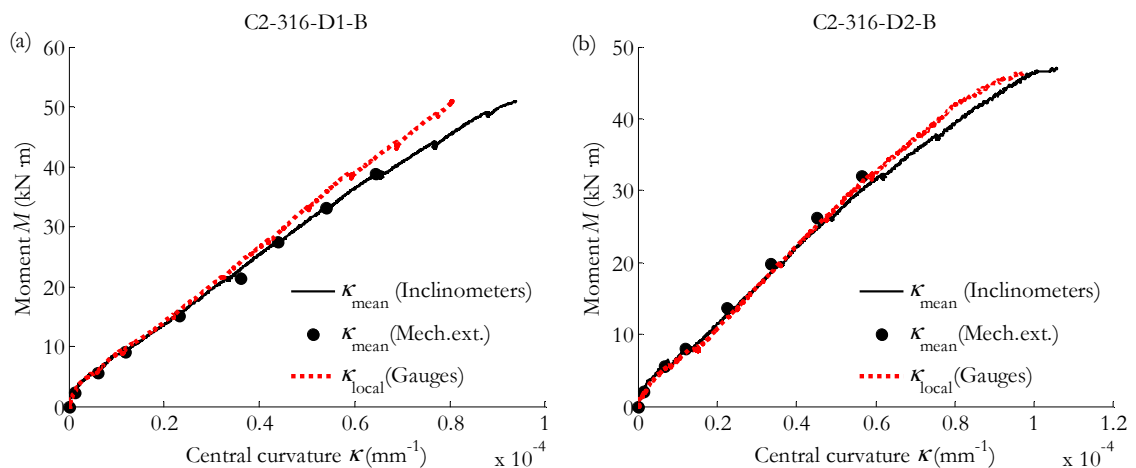 C2-316-D1-B
(a)
60
50
40
30
20
10
0
Moment M (kN·m)
κmean (Inclinometers)
κmean(Mech.ext.)
κlocal(Gauges)
0 0.2 0.4 0.6 0.8 1
Central curvature κ(mm-1)
x 10-4
C2-316-D2-B
(b)
50
40
30
20
10
0
Moment M (kN·m)
κmean (Inclinometers)
κmean(Mech.ext.)
κlocal(Gauges)
0 0.2 0.4 0.6 0.8 1 1.2
Central curvature κ(mm-1)
x 10-4